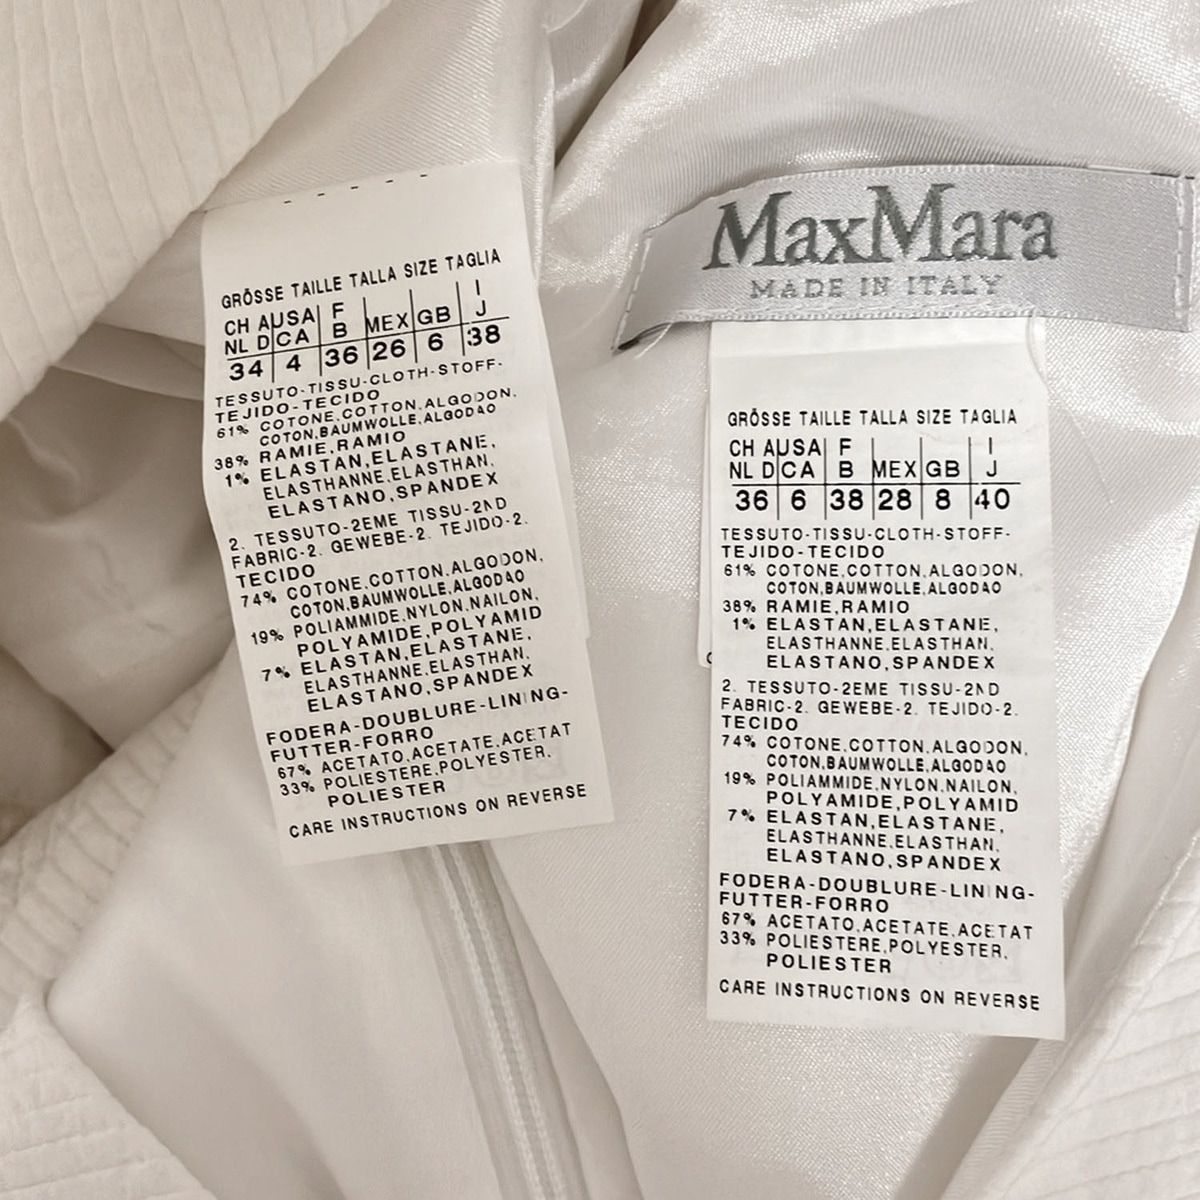 GRÖSSE TAILLE TALLA SIZE TAGLIA
CH A USA F I
NL D CA B MEX GB J
34 4 36 26 6 38
TESSUTO-TISSU-CLOTH-STOFF-
TEJIDO-TECIDO
61% COTONE,COTTON,ALGODON,
COTON,BAUMWOLLE,ALGODAO
38% RAMIE,RAMIO
1% ELASTAN,ELASTANE,
ELASTHANNE,ELASTHAN,
ELASTANO,SPANDEX
2. TESSUTO-2EME TISSU-2ND
FABRIC-2. GEWEBE-2. TEJIDO-2.
TECIDO
74% COTONE,COTTON,ALGODON,
COTON,BAUMWOLLE,ALGODAO
19% POLIAMMIDE,NYLON,NAILON,
POLYAMIDE,POLYAMID
7% ELASTAN,ELASTANE,
ELASTHANNE,ELASTHAN,
ELASTANO,SPANDEX
FODERA-DOUBLURE-LINING-
FUTTER-FORRO
67% ACETATO,ACETATE,ACETAT
33% POLIESTERE,POLYESTER,
POLIESTER
CARE INSTRUCTIONS ON REVERSE
MaxMara
MADE IN ITALY
GRÖSSE TAILLE TALLA SIZE TAGLIA
CH A USA F I
NL D CA B MEX GB J
36 6 38 28 8 40
TESSUTO-TISSU-CLOTH-STOFF-
TEJIDO-TECIDO
61% COTONE,COTTON,ALGODON,
COTON,BAUMWOLLE,ALGODAO
38% RAMIE,RAMIO
1% ELASTAN,ELASTANE,
ELASTHANNE,ELASTHAN,
ELASTANO,SPANDEX
2. TESSUTO-2EME TISSU-2ND
FABRIC-2. GEWEBE-2. TEJIDO-2.
TECIDO
74% COTONE,COTTON,ALGODON,
COTON,BAUMWOLLE,ALGODAO
19% POLIAMMIDE,NYLON,NAILON,
POLYAMIDE,POLYAMID
7% ELASTAN,ELASTANE,
ELASTHANNE,ELASTHAN,
ELASTANO,SPANDEX
FODERA-DOUBLURE-LINING-
FUTTER-FORRO
67% ACETATO,ACETATE,ACETAT
33% POLIESTERE,POLYESTER,
POLIESTER
CARE INSTRUCTIONS ON REVERSE